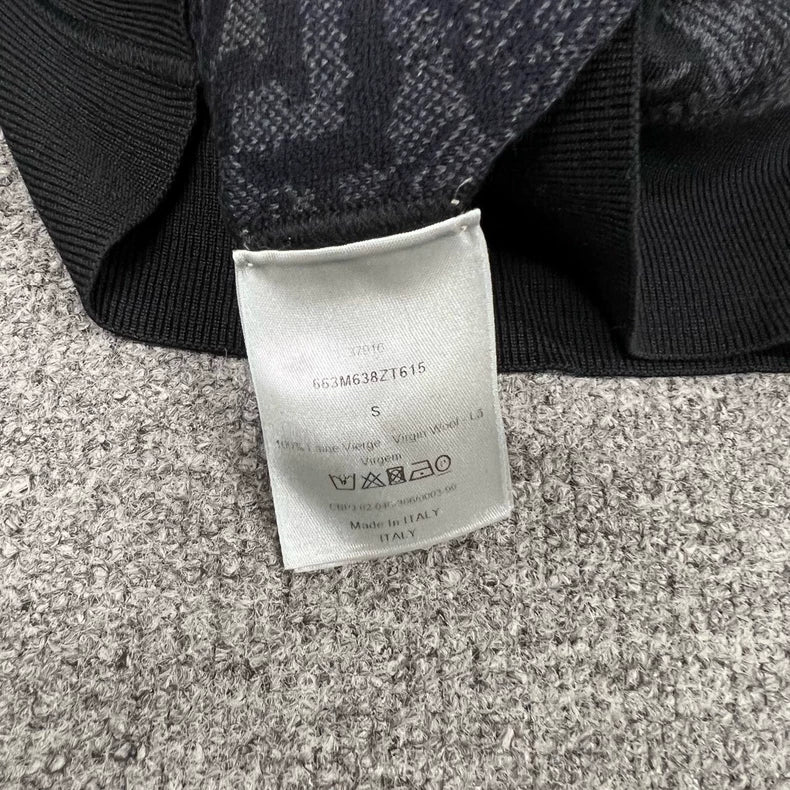 37916
663M638ZT615
S
100% Laine Vierge - Virgin Wool - Lã
Virgem
Made In ITALY
ITALY